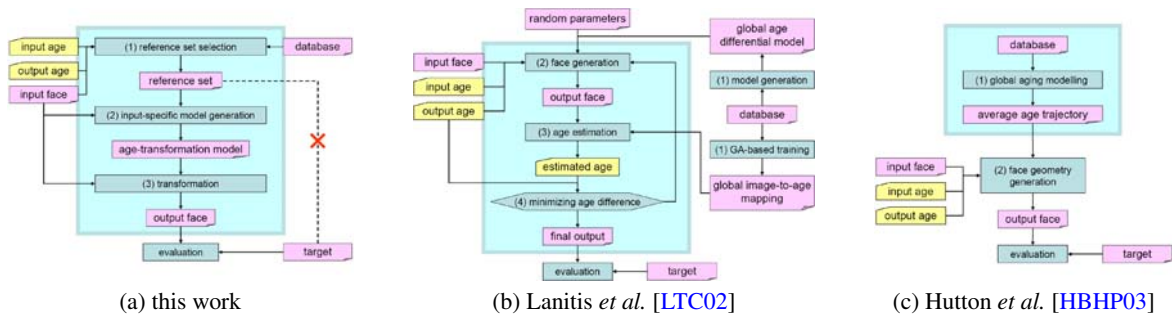 input age
(1) reference set selection
database
output age
input face
reference set
(2) input-specific model generation
age-transformation model
(3) transformation
output face
evaluation
target
(a) this work
random parameters
global age
differential model
input face
(2) face generation
input age
(1) model generation
output age
output face
database
(3) age estimation
(1) GA-based training
estimated age
global image-to-age
mapping
(4) minimizing age difference
final output
evaluation
target
(b) Lanitis et al. [LTC02]
database
(1) global aging modelling
average age trajectory
input face
(2) face geometry
generation
input age
output age
output face
evaluation
target
(c) Hutton et al. [HBHP03]